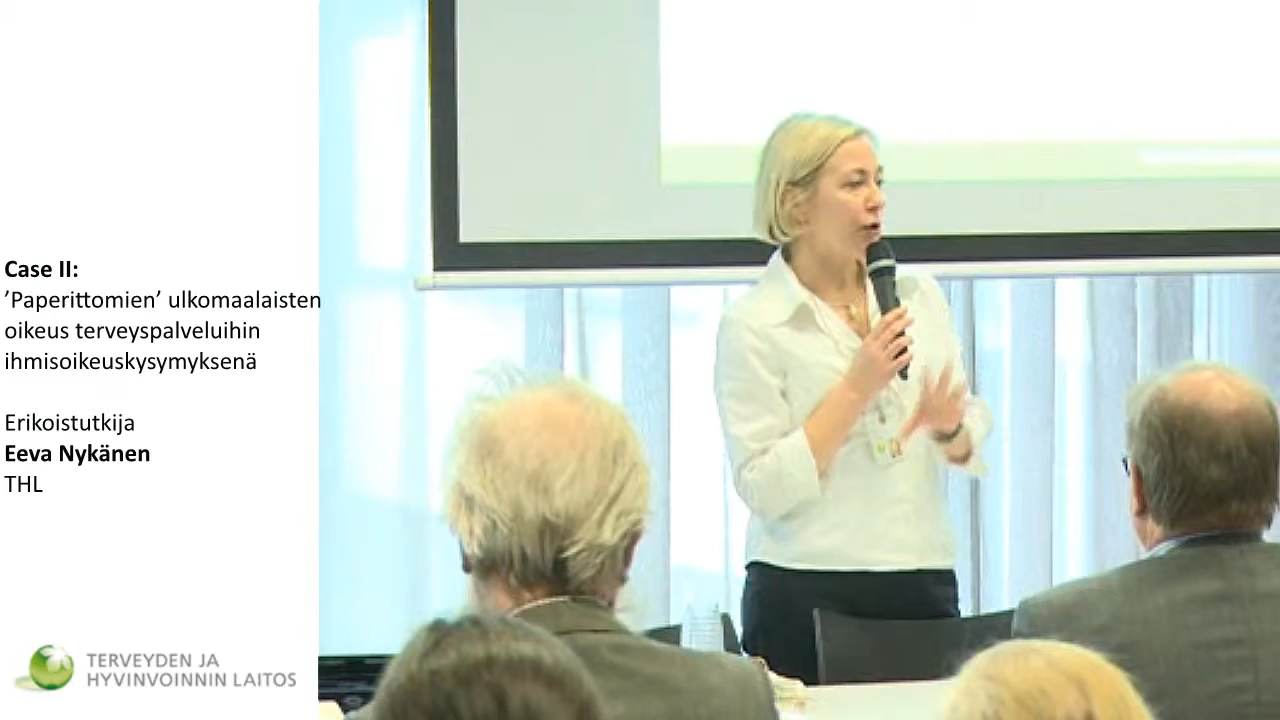 Case II:
’Paperittomien’ ulkomaalaisten
oikeus terveyspalveluihin
ihmisoikeuskysymyksenä
Erikoistutkija
Eeva Nykänen
THL
TERVEYDEN JA
HYVINVOINNIN LAITOS